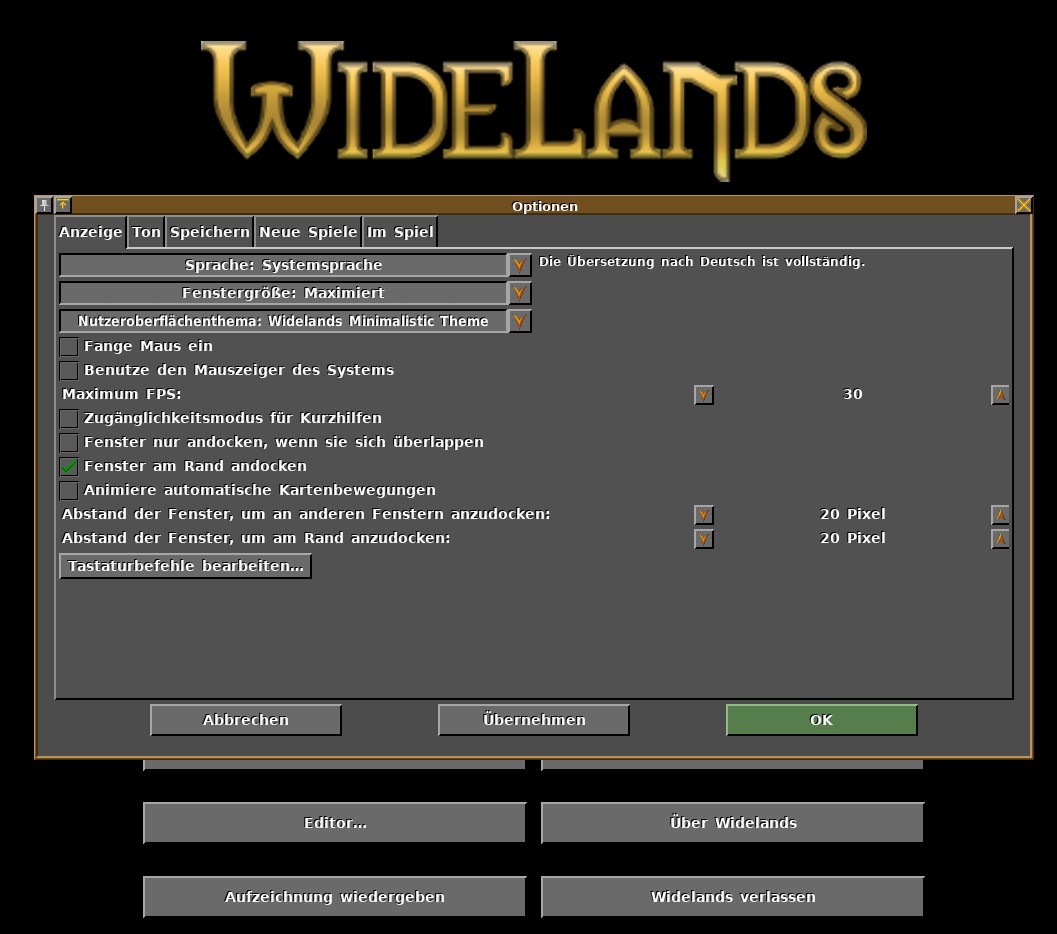 WIDELANDS
Optionen
Anzeige Ton Speichern Neue Spiele Im Spiel
Sprache: Systemsprache Die Übersetzung nach Deutsch ist vollständig.
Fenstergröße: Maximiert
Nutzeroberflächenthema: Widelands Minimalistic Theme
Fange Maus ein
Benutze den Mauszeiger des Systems
Maximum FPS: 30
Zugänglichkeitsmodus für Kurzhilfen
Fenster nur andocken, wenn sie sich überlappen
Fenster am Rand andocken
Animiere automatische Kartenbewegungen
Abstand der Fenster, um an anderen Fenstern anzudocken: 20 Pixel
Abstand der Fenster, um am Rand anzudocken: 20 Pixel
Tastaturbefehle bearbeiten…
Abbrechen Übernehmen OK
Editor… Über Widelands
Aufzeichnung wiedergeben Widelands verlassen